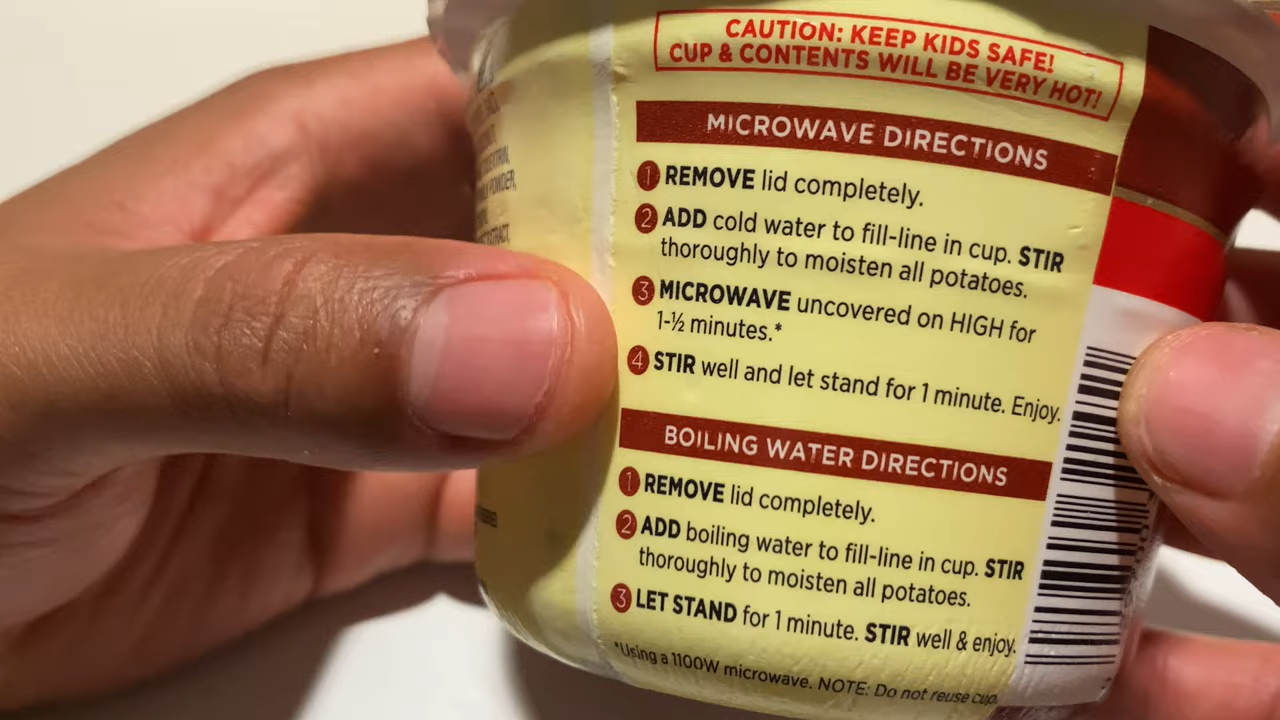 CAUTION: KEEP KIDS SAFE!
CUP & CONTENTS WILL BE VERY HOT!
MICROWAVE DIRECTIONS
1 REMOVE lid completely.
2 ADD cold water to fill-line in cup. STIR
thoroughly to moisten all potatoes.
3 MICROWAVE uncovered on HIGH for
1-½ minutes.*
4 STIR well and let stand for 1 minute. Enjoy.
BOILING WATER DIRECTIONS
1 REMOVE lid completely.
2 ADD boiling water to fill-line in cup. STIR
thoroughly to moisten all potatoes.
3 LET STAND for 1 minute. STIR well & enjoy.
*Using a 1100W microwave. NOTE: Do not reuse cup.
POWDER,